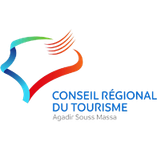 CONSEIL RÉGIONAL
DU TOURISME
Agadir Souss Massa